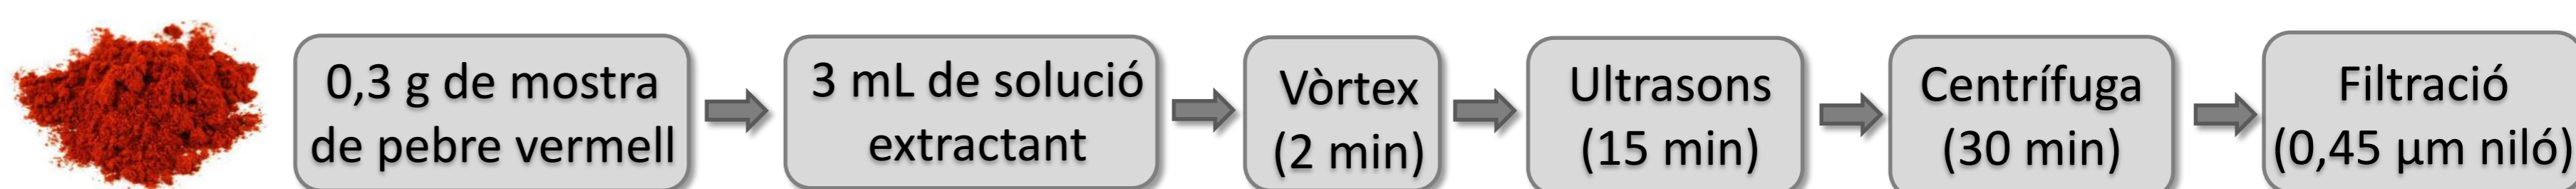 0,3 g de mostra
de pebre vermell
3 mL de solució
extractant
Vòrtex
(2 min)
Ultrasons
(15 min)
Centrífuga
(30 min)
Filtració
(0,45 µm niló)